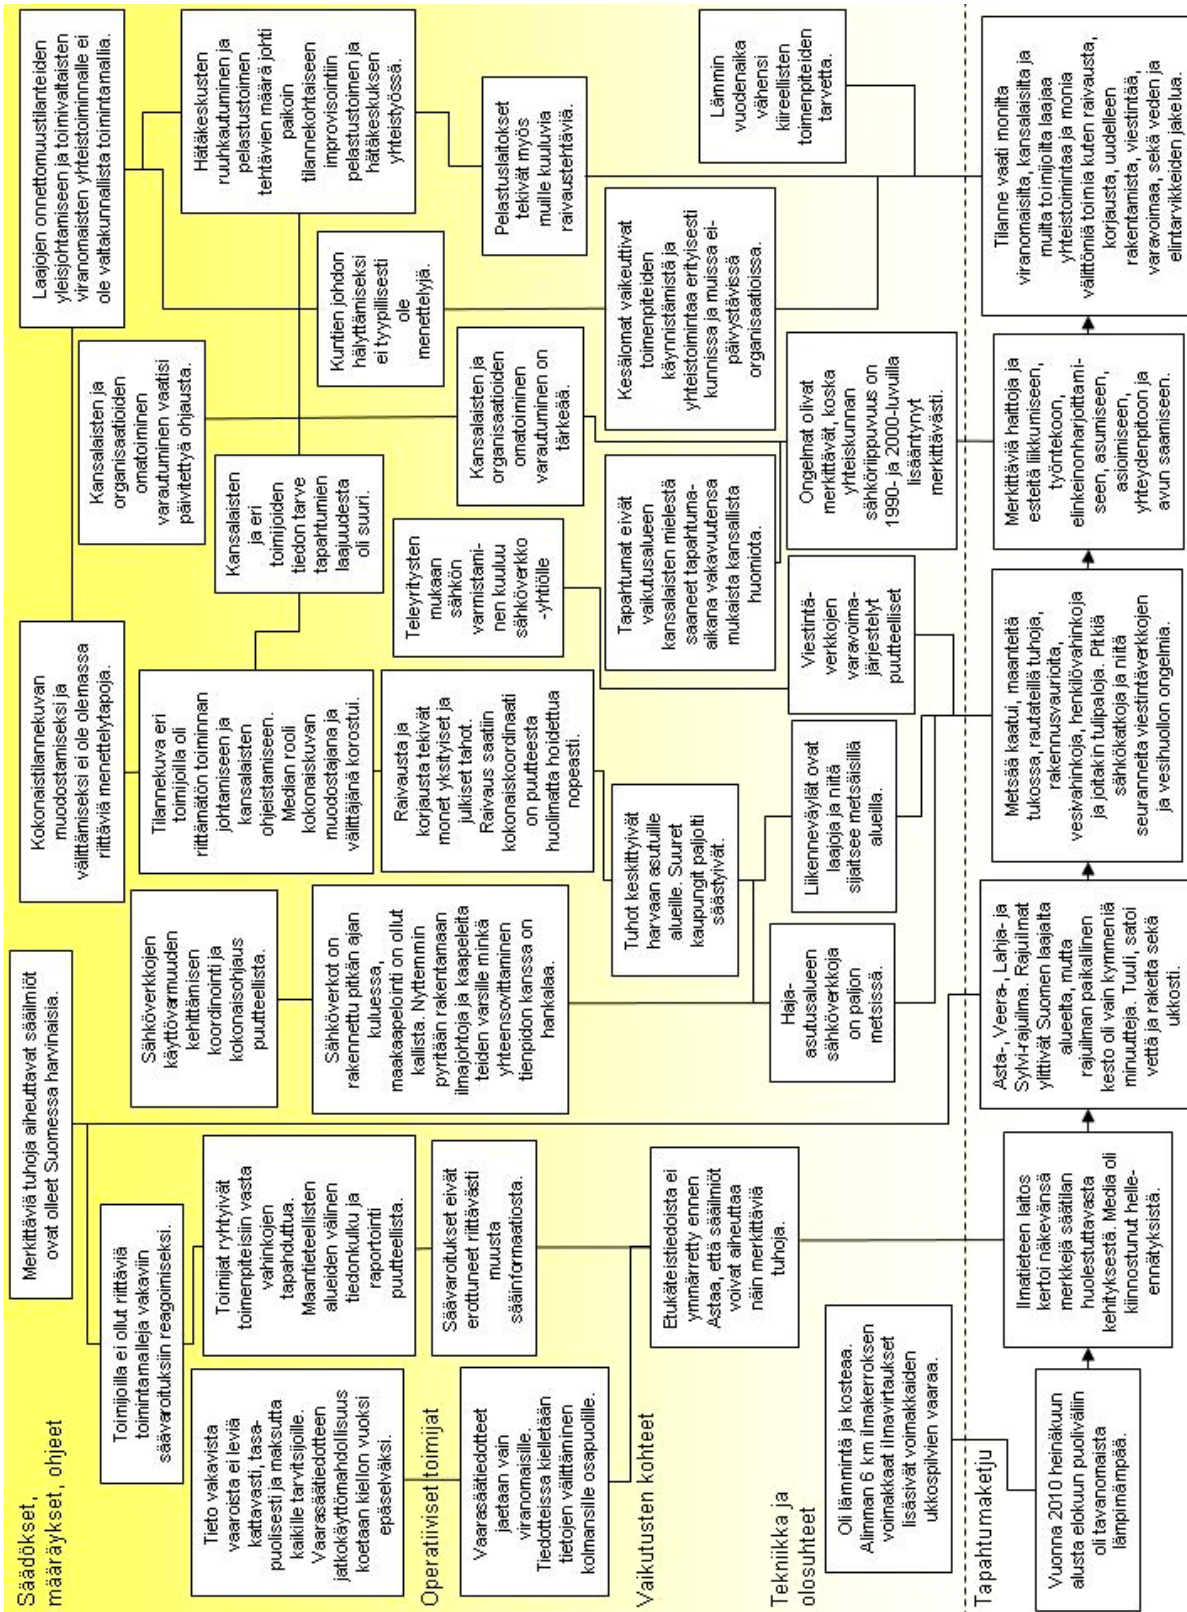 Säädökset,
määräykset, ohjeet
Merkittäviä tuhoja aiheuttavat sääilmiöt
ovat olleet Suomessa harvinaisia.
Toimijoilla ei ollut riittäviä
toimintamalleja vakaviin
säävaroituksiin reagoimiseksi.
Tieto vakavista
vaaroista ei leviä
kattavasti, tasa-
puolisesti ja maksutta
kaikille tarvitsijoille.
Vaarasäätiedotten
jatkokäyttömahdollisuus
koetaan kiellon vuoksi
epäselväksi.
Toimijat ryhtyivät
toimenpiteisiin vasta
vahinkojen
tapahduttua.
Maantieteellisten
alueiden välinen
tiedonkulku ja
raportointi
puutteellista.
Sähköverkkojen
käyttövarmuuden
kehittämisen
koordinointi ja
kokonaisohjaus
puutteellista.
Kokonaistilannekuvan
muodostamiseksi ja
välittämiseksi ei ole olemassa
riittäviä menettelytapoja.
Tilannekuva eri
toimijoilla oli
riittämätön toiminnan
johtamiseen ja
kansalaisten
ohjeistamiseen.
Median rooli
kokonaiskuvan
muodostajana ja
välittäjänä korostui.
Kansalaisten ja
organisaatioiden
omatoiminen
varautuminen vaatisi
päivitettyä ohjausta.
Kansalaisten
ja eri
toimijoiden
tiedon tarve
tapahtumien
laajuudesta
oli suuri.
Laajojen onnettomuustilanteiden
yleisjohtamiseen ja toimivaltaisten
viranomaisten yhteistoiminnalle ei
ole valtakunnallista toimintamallia.
Hätäkeskusten
ruuhkautuminen ja
pelastustoimen
tehtävien määrä johti
paikoin
tilannekohtaiseen
improvisointiin
pelastustoimen ja
hätäkeskuksen
yhteistyössä.
Kuntien johdon
hälyttämiseksi
ei tyypillisesti
ole
menettelyjä.
Operatiiviset toimijat
Vaarasäätiedotteet
jaetaan vain
viranomaisille.
Tiedotteissa kielletään
tietojen välittäminen
kolmansille osapuolille.
Säävaroitukset eivät
erottuneet riittävästi
muusta
sääinformaatiosta.
Sähköverkot on
rakennettu pitkän ajan
kuluessa,
maakaapelointi on ollut
kallista. Nyttemmin
pyritään rakentamaan
ilmajohtoja ja kaapeleita
teiden varsille minkä
yhteensovittaminen
tienpidon kanssa on
hankalaa.
Raivausta ja
korjausta tekivät
monet yksityiset ja
julkiset tahot.
Raivaus saatiin
kokonaiskoordinaati
on puutteesta
huolimatta hoidettua
nopeasti.
Teleyritysten
mukaan
sähkön
varmistami-
nen kuuluu
sähköverkko
-yhtiölle
Kansalaisten ja
organisaatioiden
omatoiminen
varautuminen on
tärkeää.
Pelastuslaitokset
tekivät myös
muille kuuluvia
raivaustehtäviä.
Vaikutusten kohteet
Etukäteistiedoista ei
ymmärretty ennen
Astaa, että sääilmiöt
voivat aiheuttaa
näin merkittäviä
tuhoja.
Tuhot keskittyivät
harvaan asutuille
alueille. Suuret
kaupungit paljolti
säästyivät.
Tapahtumat eivät
vaikutusalueen
kansalaisten mielestä
saaneet tapahtuma-
aikana vakavuutensa
mukaista kansallista
huomiota.
Kesälomat vaikeuttivat
toimenpiteiden
käynnistämistä ja
yhteistoimintaa erityisesti
kunnissa ja muissa ei-
päivystävissä
organisaatioissa.
Tekniikka ja
olosuhteet
Oli lämmintä ja kosteaa.
Alimman 6 km ilmakerroksen
voimakkaat ilmavirtaukset
lisäsivät voimakkaiden
ukkospilvien vaaraa.
Haja-
asutusalueen
sähköverkkoja
on paljon
metsissä.
Liikenneväylät ovat
laajoja ja niitä
sijaitsee metsäisillä
alueilla.
Viestintä-
verkkojen
varavoima-
järjestelyt
puutteelliset
Ongelmat olivat
merkittävät, koska
yhteiskunnan
sähköriippuvuus on
1990- ja 2000-luvuilla
lisääntynyt
merkittävästi.
Lämmin
vuodenaika
vähensi
kiireellisten
toimenpiteiden
tarvetta.
Tapahtumaketju
Vuonna 2010 heinäkuun
alusta elokuun puoliväliin
oli tavanomaista
lämpimämpää.
Ilmatieteen laitos
kertoi näkevänsä
merkkejä säätilan
huolestuttavasta
kehityksestä. Media oli
kiinnostunut helle-
ennätyksistä.
Asta-, Veera-, Lahja- ja
Sylvi-rajuilma. Rajuilmat
ylittivät Suomen laajalta
alueelta, mutta
rajuilman paikallinen
kesto oli vain kymmeniä
minuutteja. Tuuli, satoi
vettä ja rakeita sekä
ukkosti.
Metsää kaatui, maanteitä
tukossa, rautateillä tuhoja,
rakennusvaurioita,
vesivahinkoja, henkilövahinkoja
ja joitakin tulipaloja. Pitkiä
sähkökatkoja ja niitä
seuranneita viestintäverkkojen
ja vesihuollon ongelmia.
Merkittäviä haittoja ja
esteitä liikkumiseen,
työntekoon,
elinkeinonharjoittami-
seen, asumiseen,
asioimiseen,
yhteydenpitoon ja
avun saamiseen.
Tilanne vaati monilta
viranomaisilta, kansalaisilta ja
muilta toimijoilta laajaa
yhteistoimintaa ja monia
välittömiä toimia kuten raivausta,
korjausta, uudelleen
rakentamista, viestintää,
varavoimaa, sekä veden ja
elintarvikkeiden jakelua.